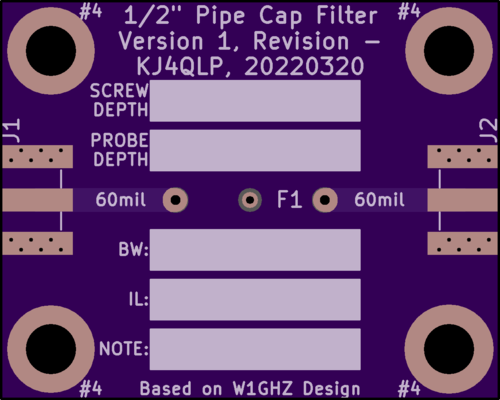 #4 1/2" Pipe Cap Filter #4
Version 1, Revision –
KJ4QLP, 20220320
SCREW
DEPTH
J1
PROBE
DEPTH
J2
60mil F1 60mil
BW:
IL:
NOTE:
#4 Based on W1GHZ Design #4